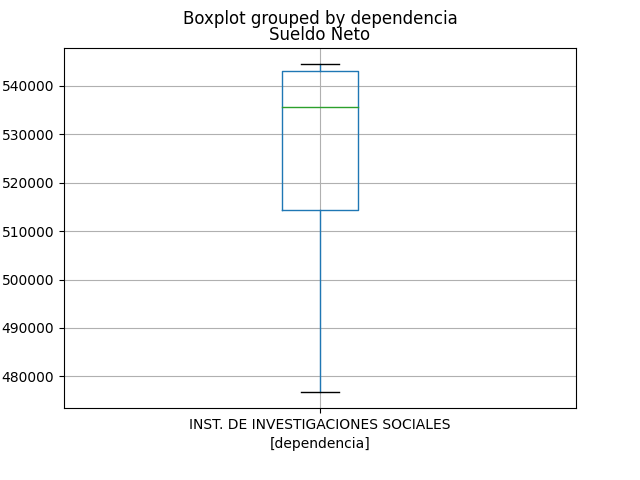 Boxplot grouped by dependencia
Sueldo Neto
540000
530000
520000
510000
500000
490000
480000
INST. DE INVESTIGACIONES SOCIALES
[dependencia]